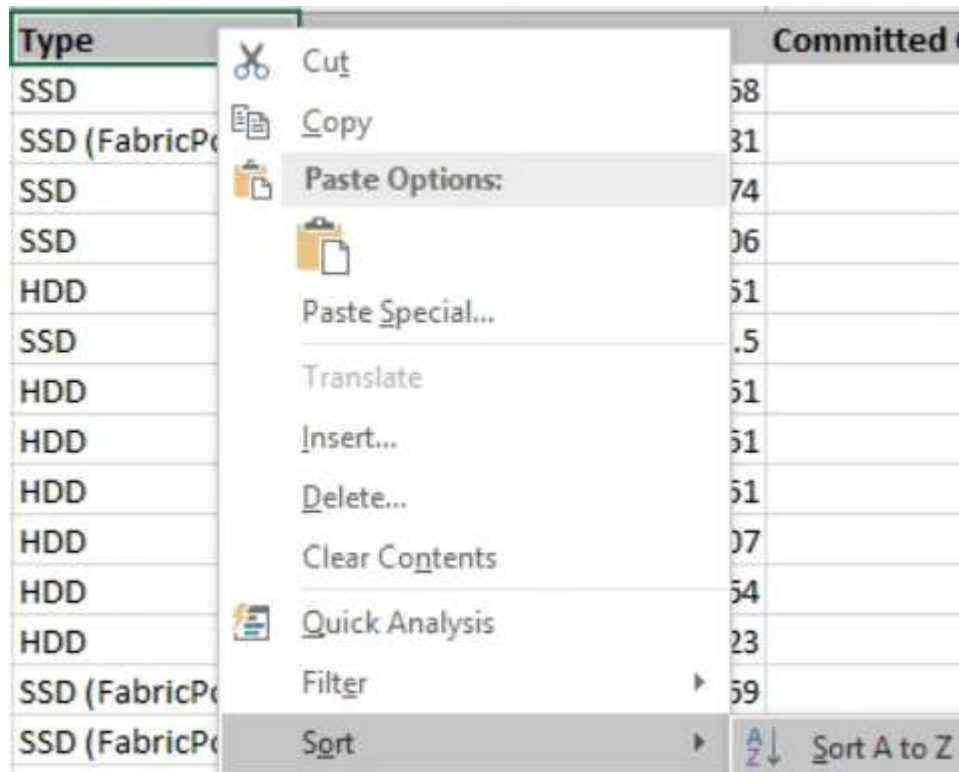 Type Committed
SSD Cut 58
SSD (FabricPo Copy 31
SSD Paste Options: 74
SSD 06
HDD Paste Special... 51
SSD .5
HDD Translate 51
HDD Insert... 51
HDD Delete... 51
HDD Clear Contents 07
HDD 54
HDD Quick Analysis 23
SSD (FabricPo Filter 59
SSD (FabricPo Sort Sort A to Z